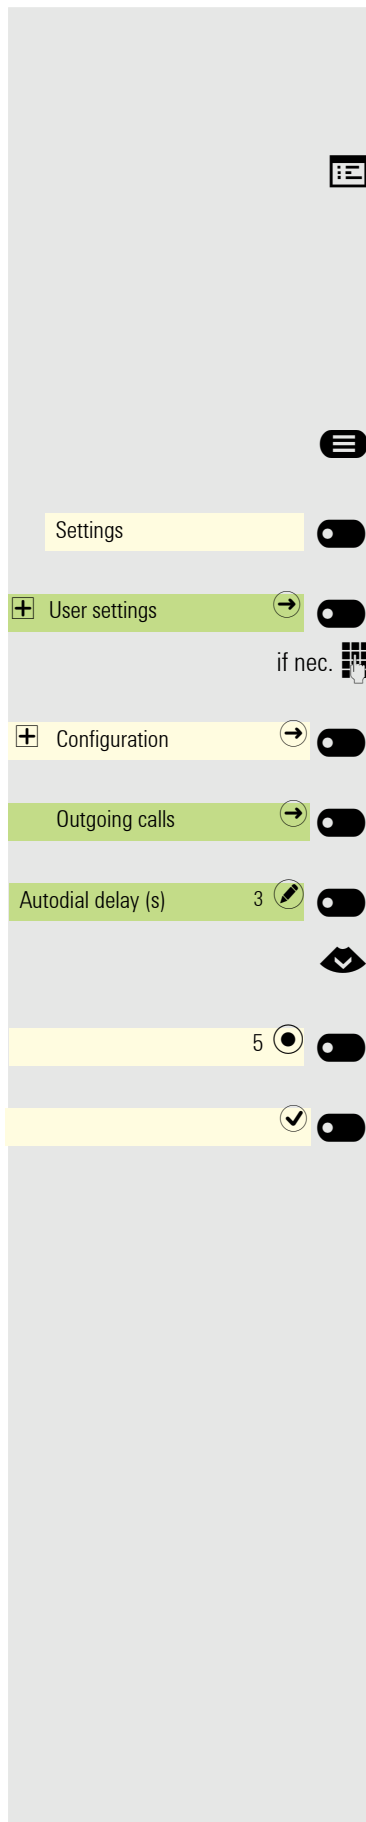 Settings
User settings
if nec.
Configuration
Outgoing calls
Autodial delay (s) 3
5